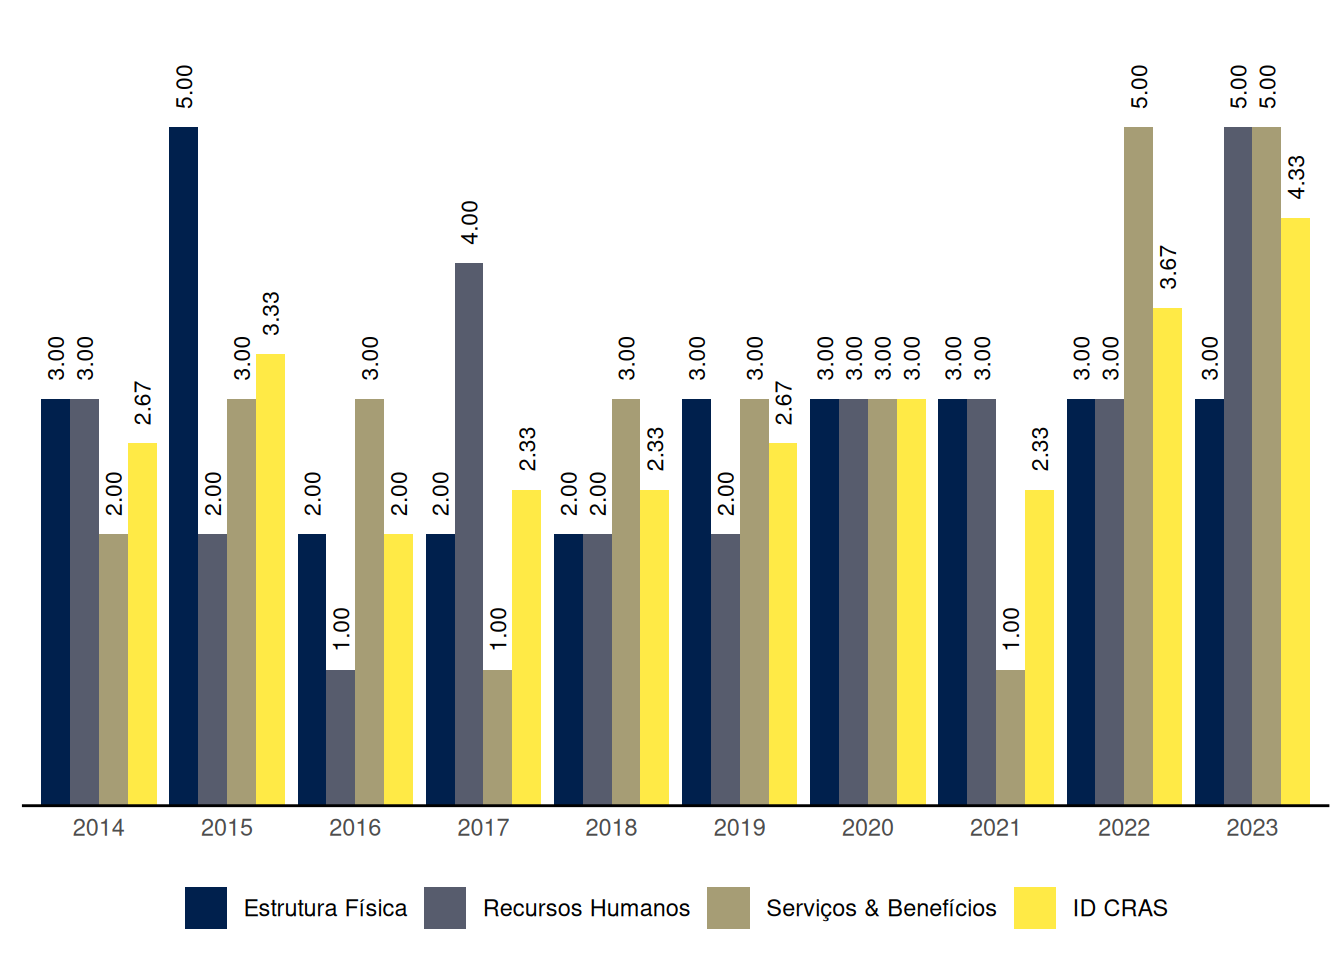 5.00 5.00 5.00 5.00
4.33
4.00
3.67
3.33
3.00 3.00 3.00 3.00 3.00 3.00 3.00 3.00 3.00 3.00 3.00 3.00 3.00 3.00 3.00 3.00
2.67 2.67
2.33 2.33 2.33
2.00 2.00 2.00 2.00 2.00 2.00 2.00 2.00
1.00 1.00 1.00
2014 2015 2016 2017 2018 2019 2020 2021 2022 2023
Estrutura Física Recursos Humanos Serviços & Benefícios ID CRAS